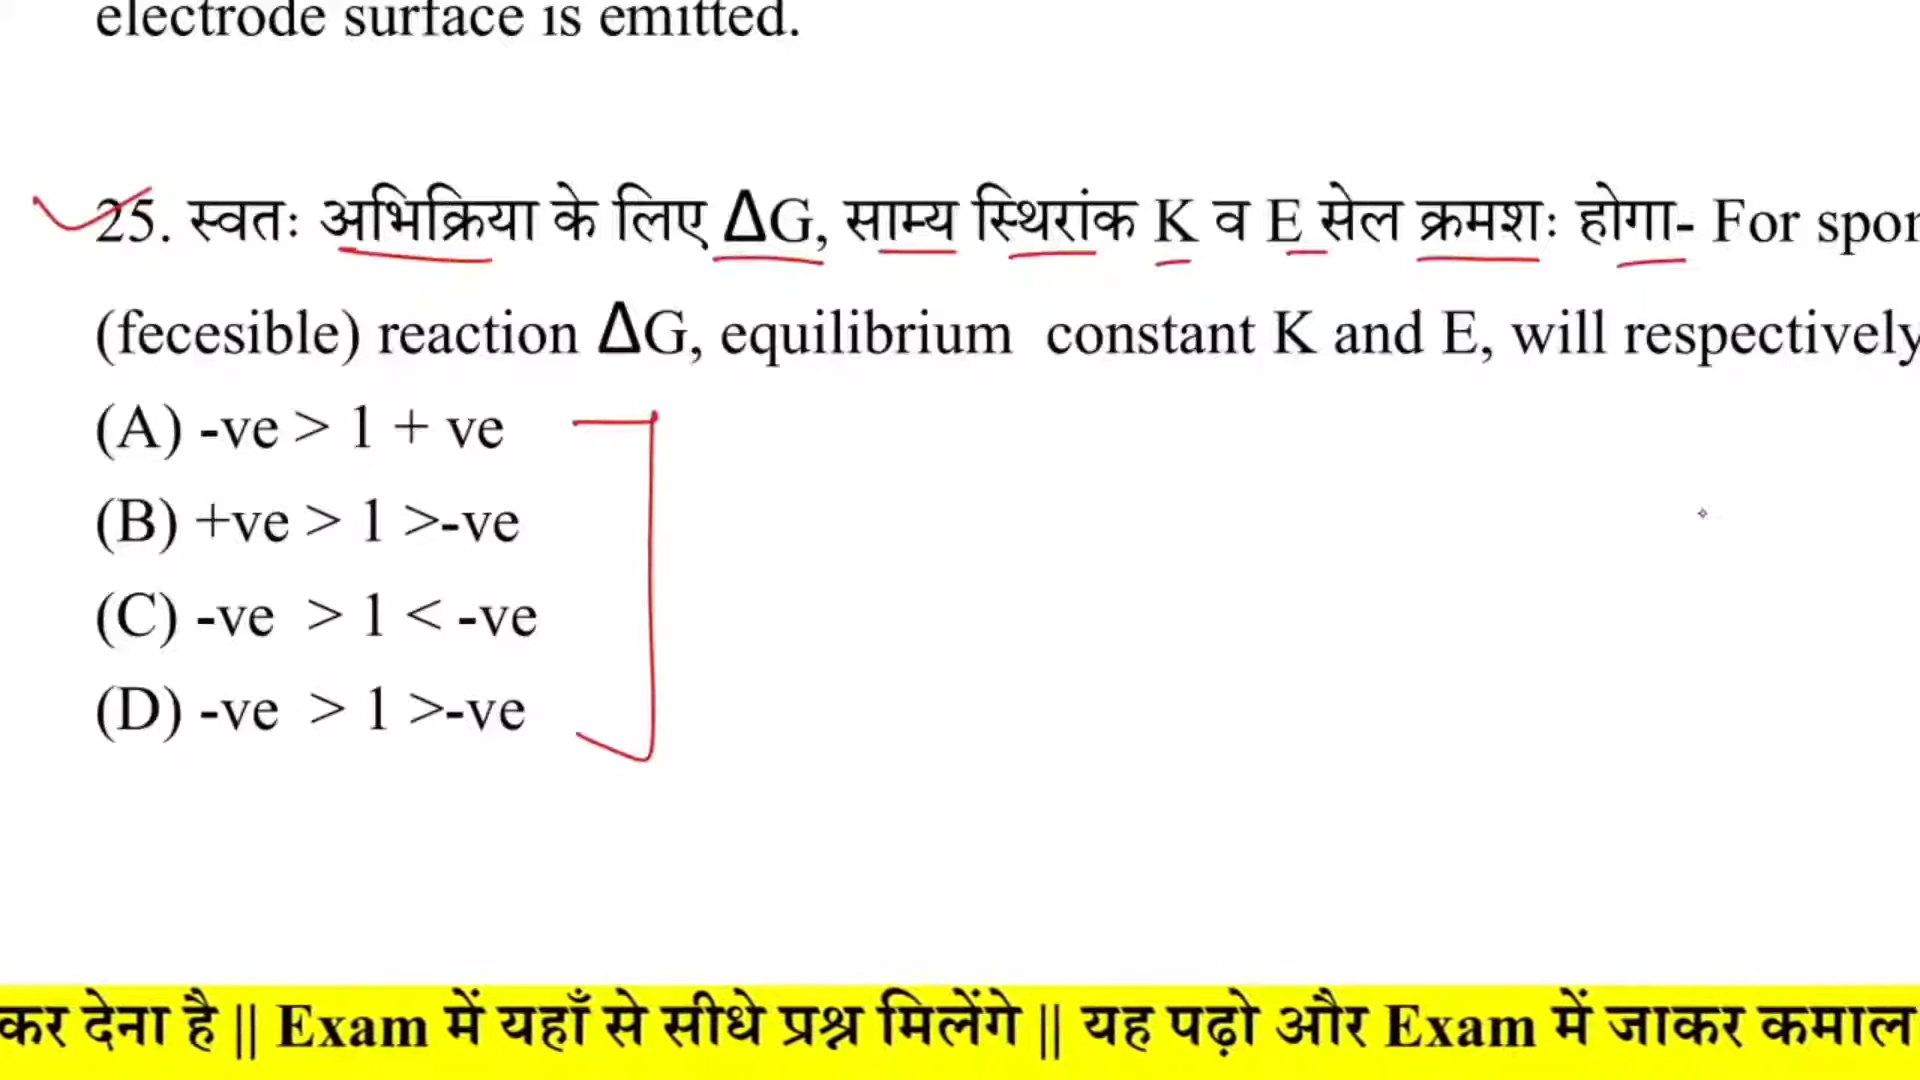 electrode surface is emitted.
25. स्वतः अभिक्रिया के लिए ΔG, साम्य स्थिरांक K व E सेल क्रमशः होगा- For spon
(fecesible) reaction ΔG, equilibrium constant K and E, will respectively
(A) -ve > 1 + ve
(B) +ve > 1 >-ve
(C) -ve > 1 < -ve
(D) -ve > 1 >-ve
कर देना है || Exam में यहाँ से सीधे प्रश्न मिलेंगे || यह पढ़ो और Exam में जाकर कमाल